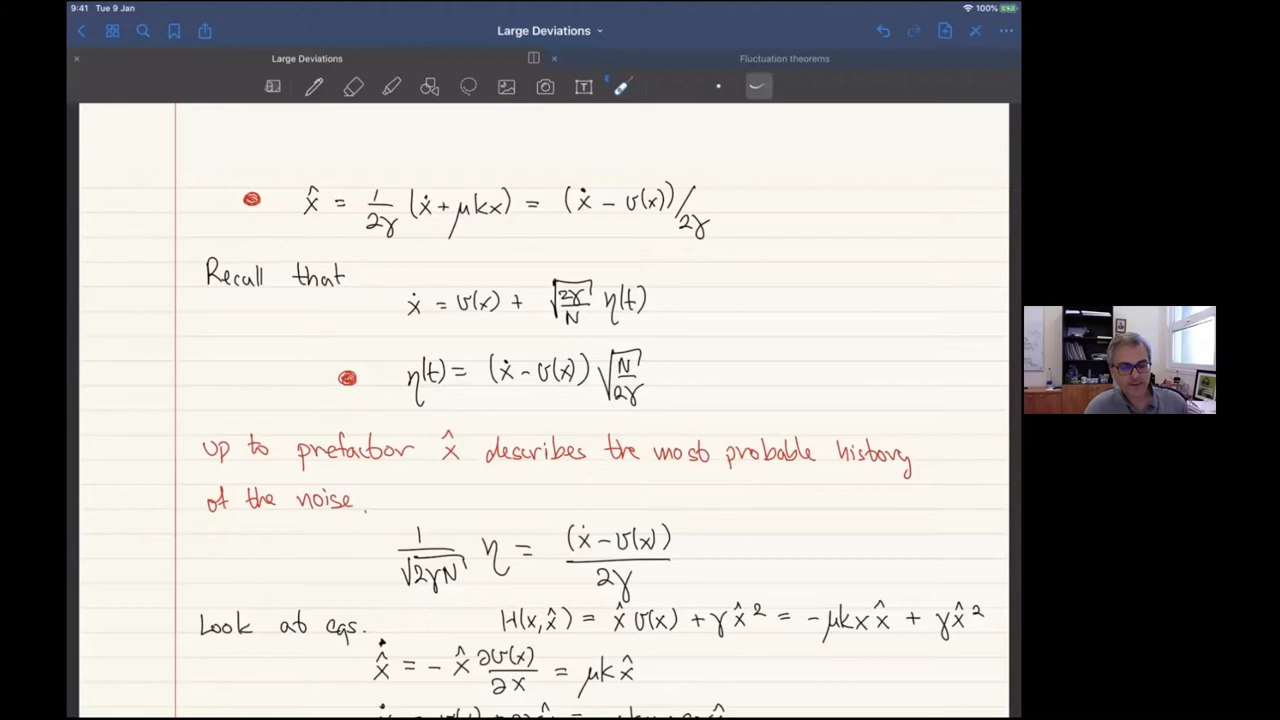 9:41 Tue 9 Jan
100%
Large Deviations
Large Deviations
Fluctuation theorems
x̂ = 1/2γ (ẋ + μkx) = (ẋ − v(x))/2γ
Recall that
ẋ = v(x) + √(2γ/N) η(t)
η(t) = (ẋ − v(x)) √(N/2γ)
up to prefactor x̂ describes the most probable history
of the noise.
1/√(2γN) η = (ẋ − v(x))/2γ
Look at eqs. H(x, x̂) = x̂ v(x) + γ x̂² = −μkx x̂ + γ x̂²
x̂̇ = − x̂ ∂v(x)/∂x = μk x̂